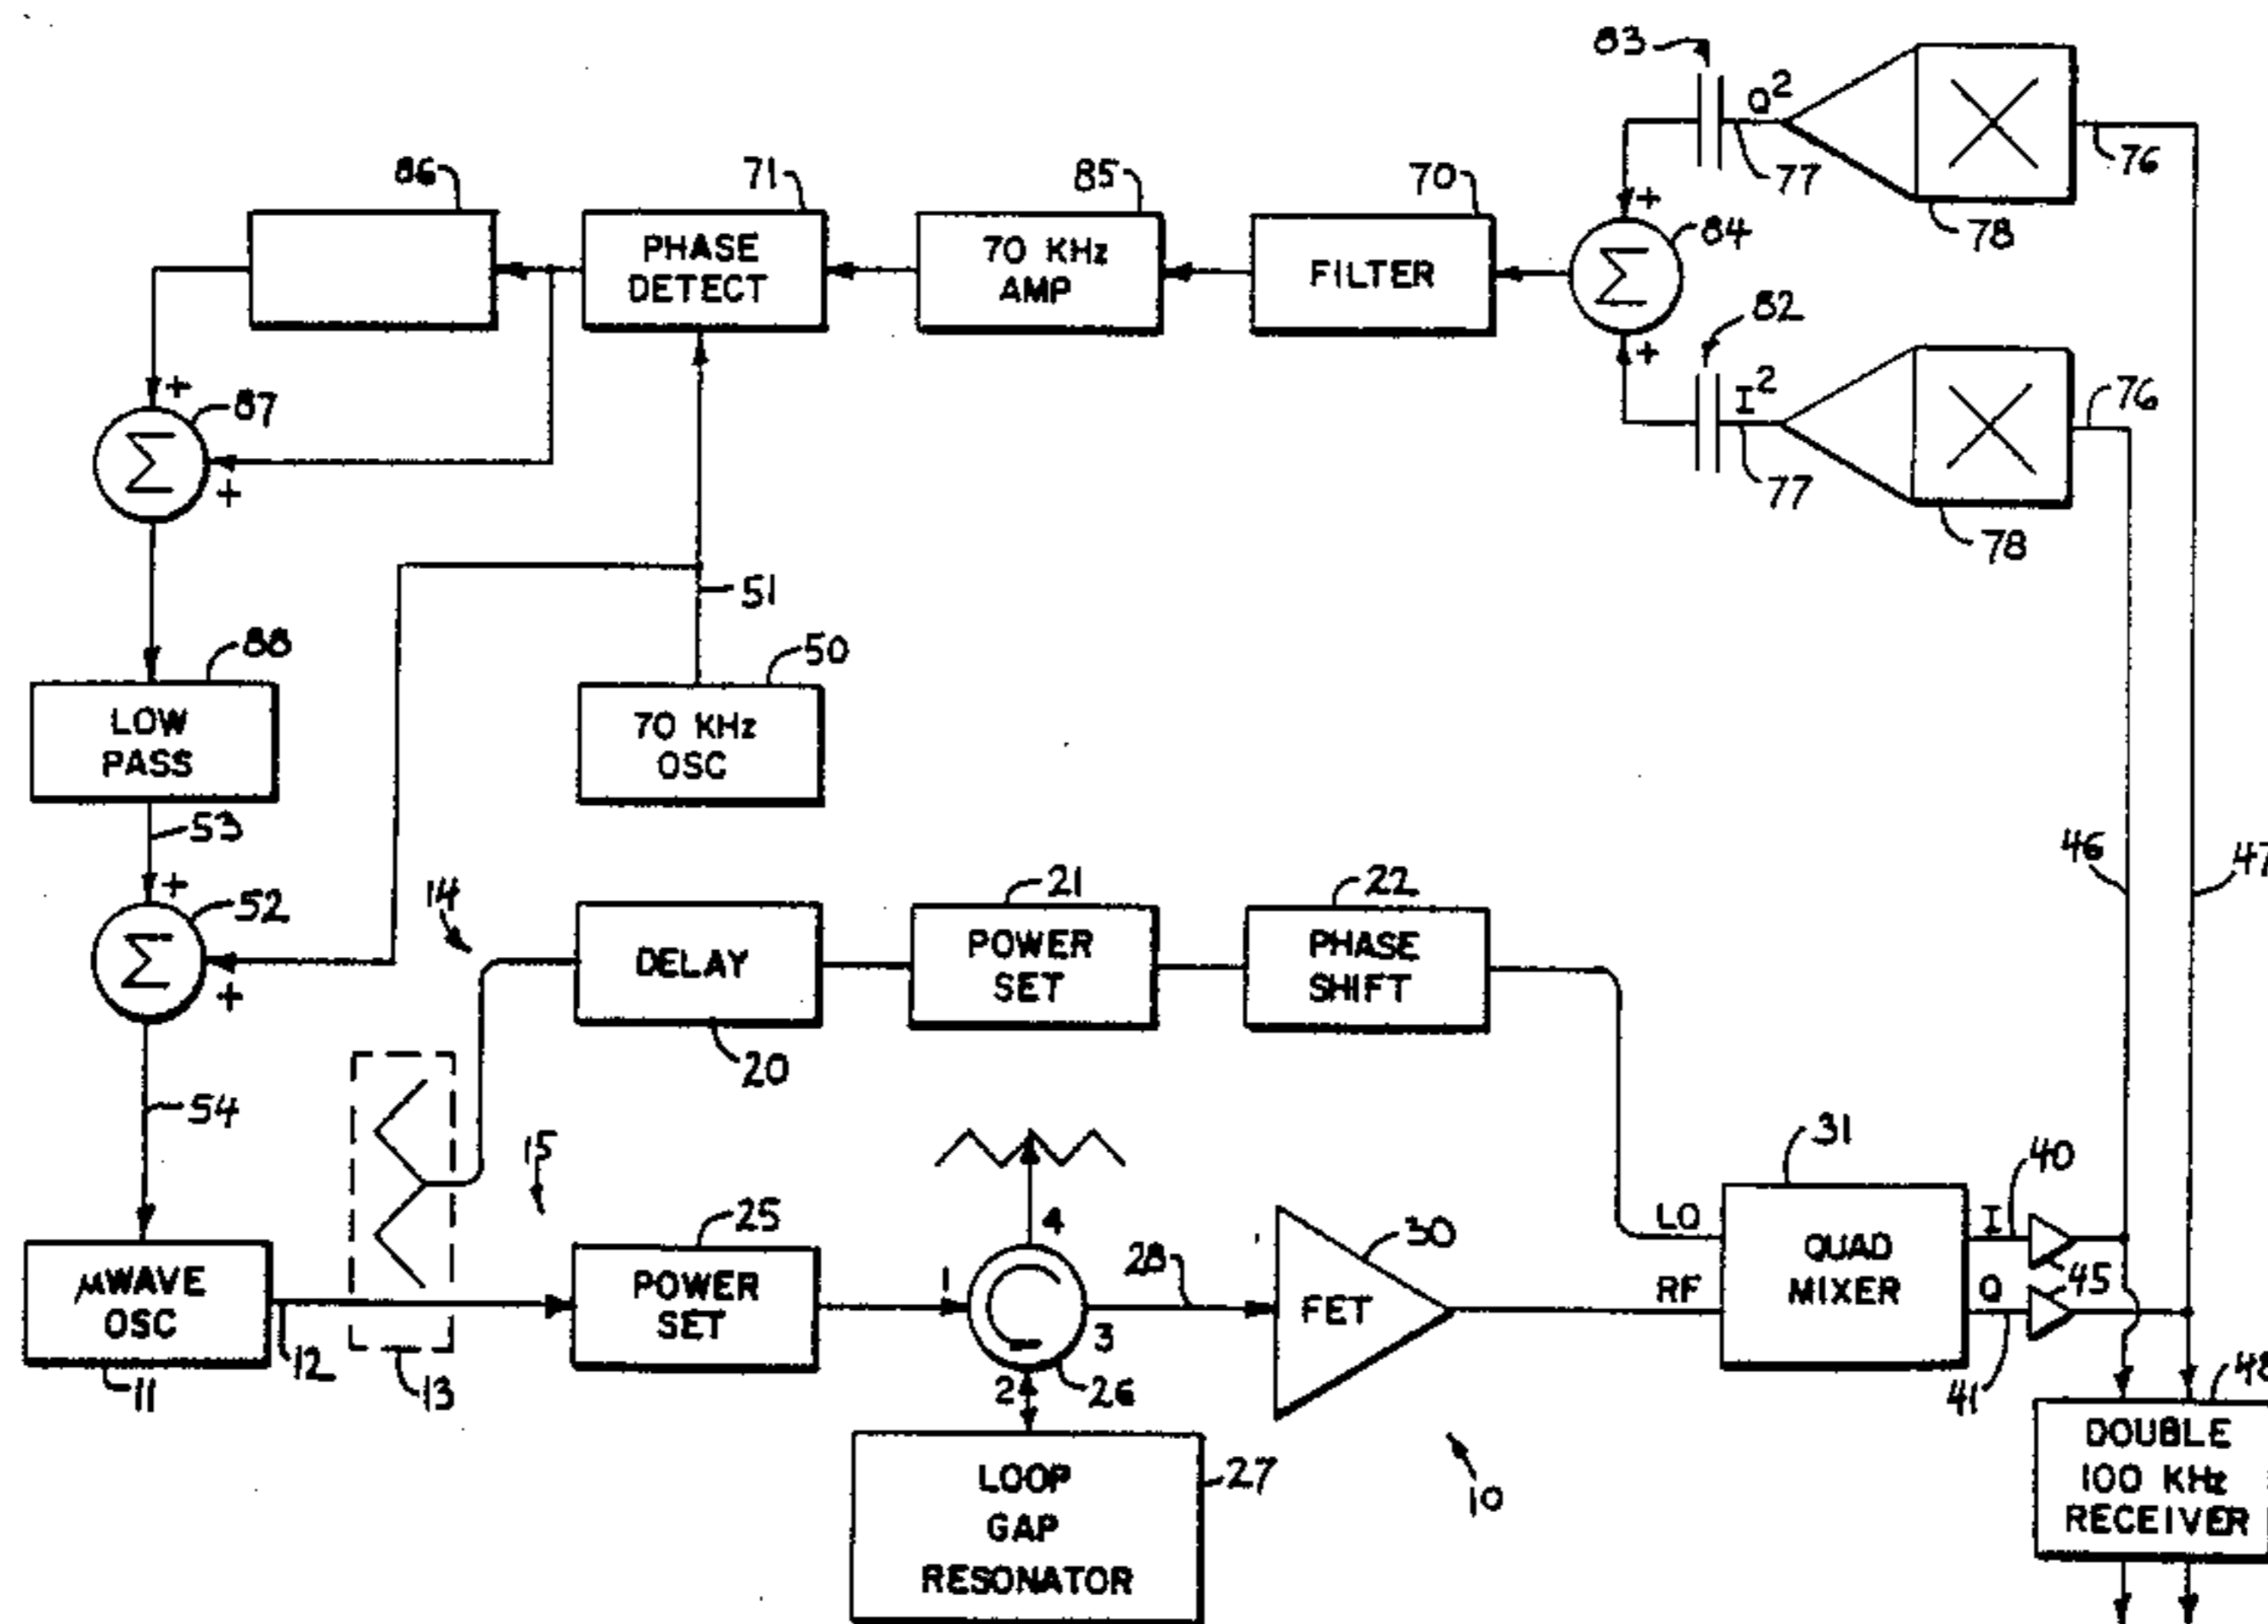 83
Q²
76
77
78
86
71
85
70
+
84
PHASE
DETECT
70 KHz
AMP
FILTER
Σ
82
+
I²
76
77
78
+
87
Σ
+
51
88
50
LOW
PASS
70 KHz
OSC
53
46
47
+
52
Σ
+
14
21
22
DELAY
POWER
SET
PHASE
SHIFT
20
54
15
31
40
25
4
28
30
LO
I
μWAVE
OSC
POWER
SET
1
FET
RF
QUAD
MIXER
Q
45
3
11
12
13
2
26
41
48
LOOP
GAP
RESONATOR
27
10
DOUBLE
100 KHz
RECEIVER